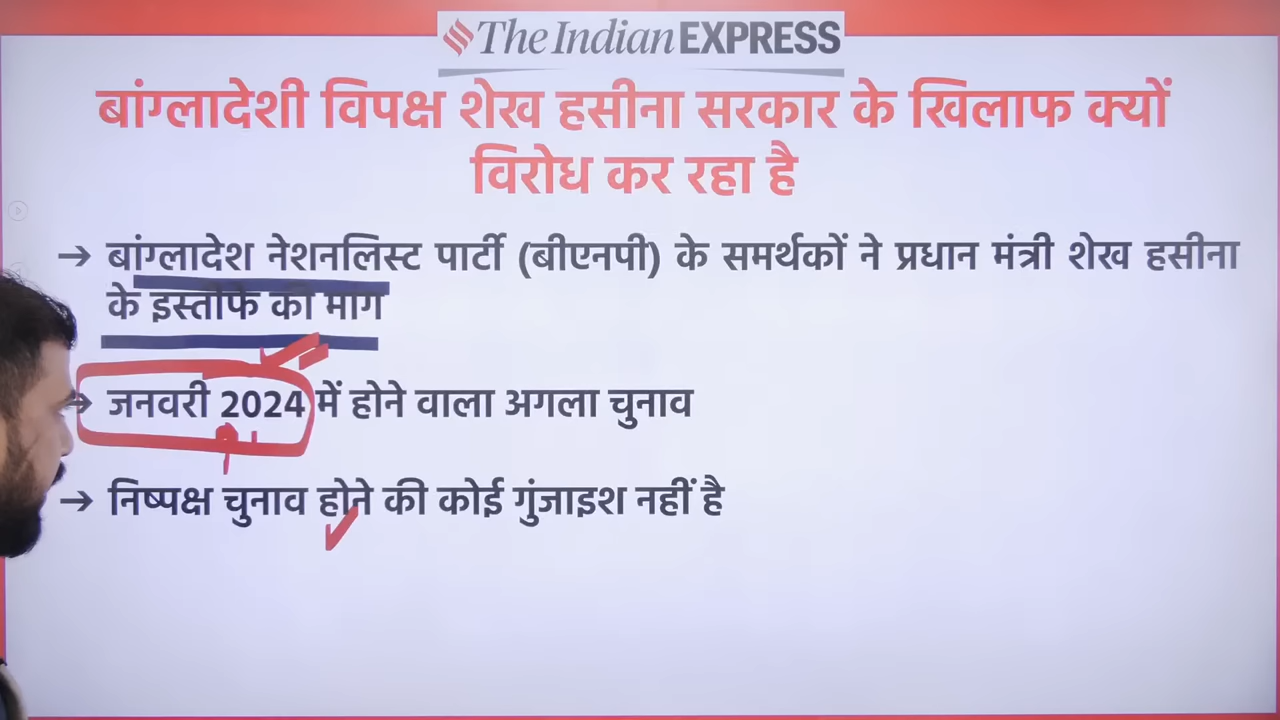 The Indian EXPRESS
बांग्लादेशी विपक्ष शेख हसीना सरकार के खिलाफ क्यों
विरोध कर रहा है
→ बांग्लादेश नेशनलिस्ट पार्टी (बीएनपी) के समर्थकों ने प्रधान मंत्री शेख हसीना
के इस्तीफे की मांग
→ जनवरी 2024 में होने वाला अगला चुनाव
→ निष्पक्ष चुनाव होने की कोई गुंजाइश नहीं है